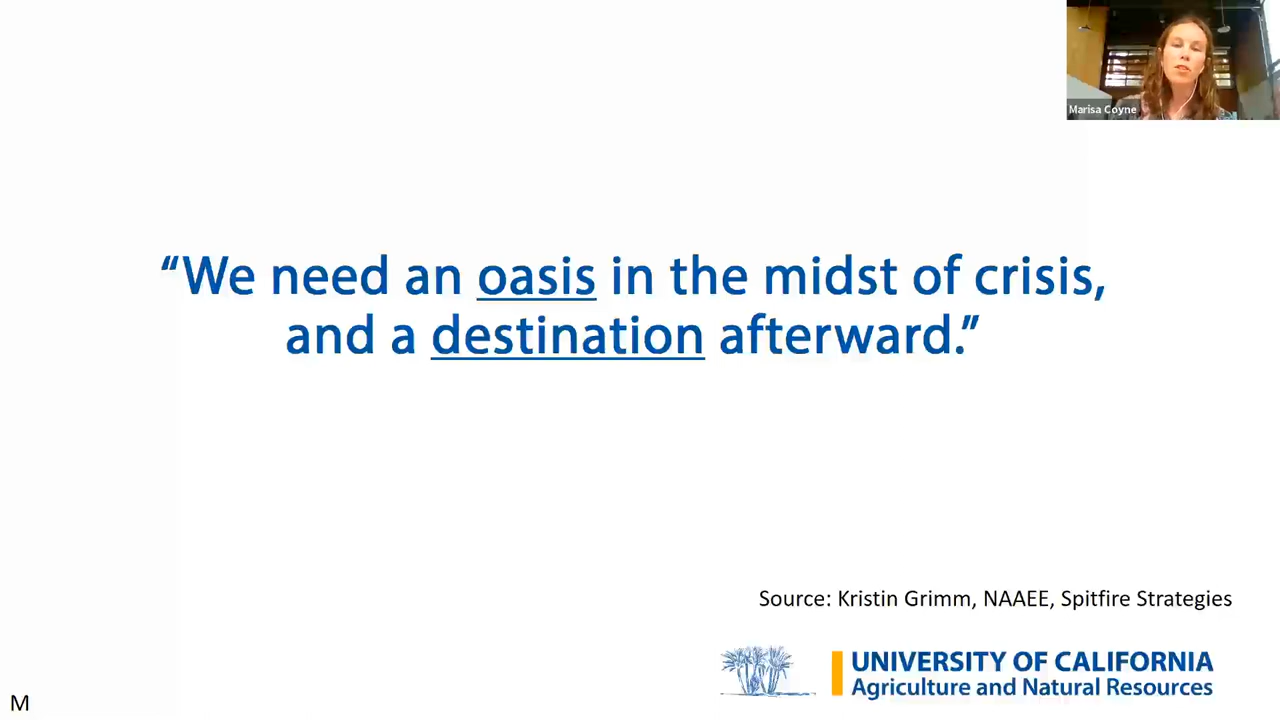 Marisa Coyne
“We need an oasis in the midst of crisis,
and a destination afterward.”
Source: Kristin Grimm, NAAEE, Spitfire Strategies
UNIVERSITY OF CALIFORNIA
Agriculture and Natural Resources
M